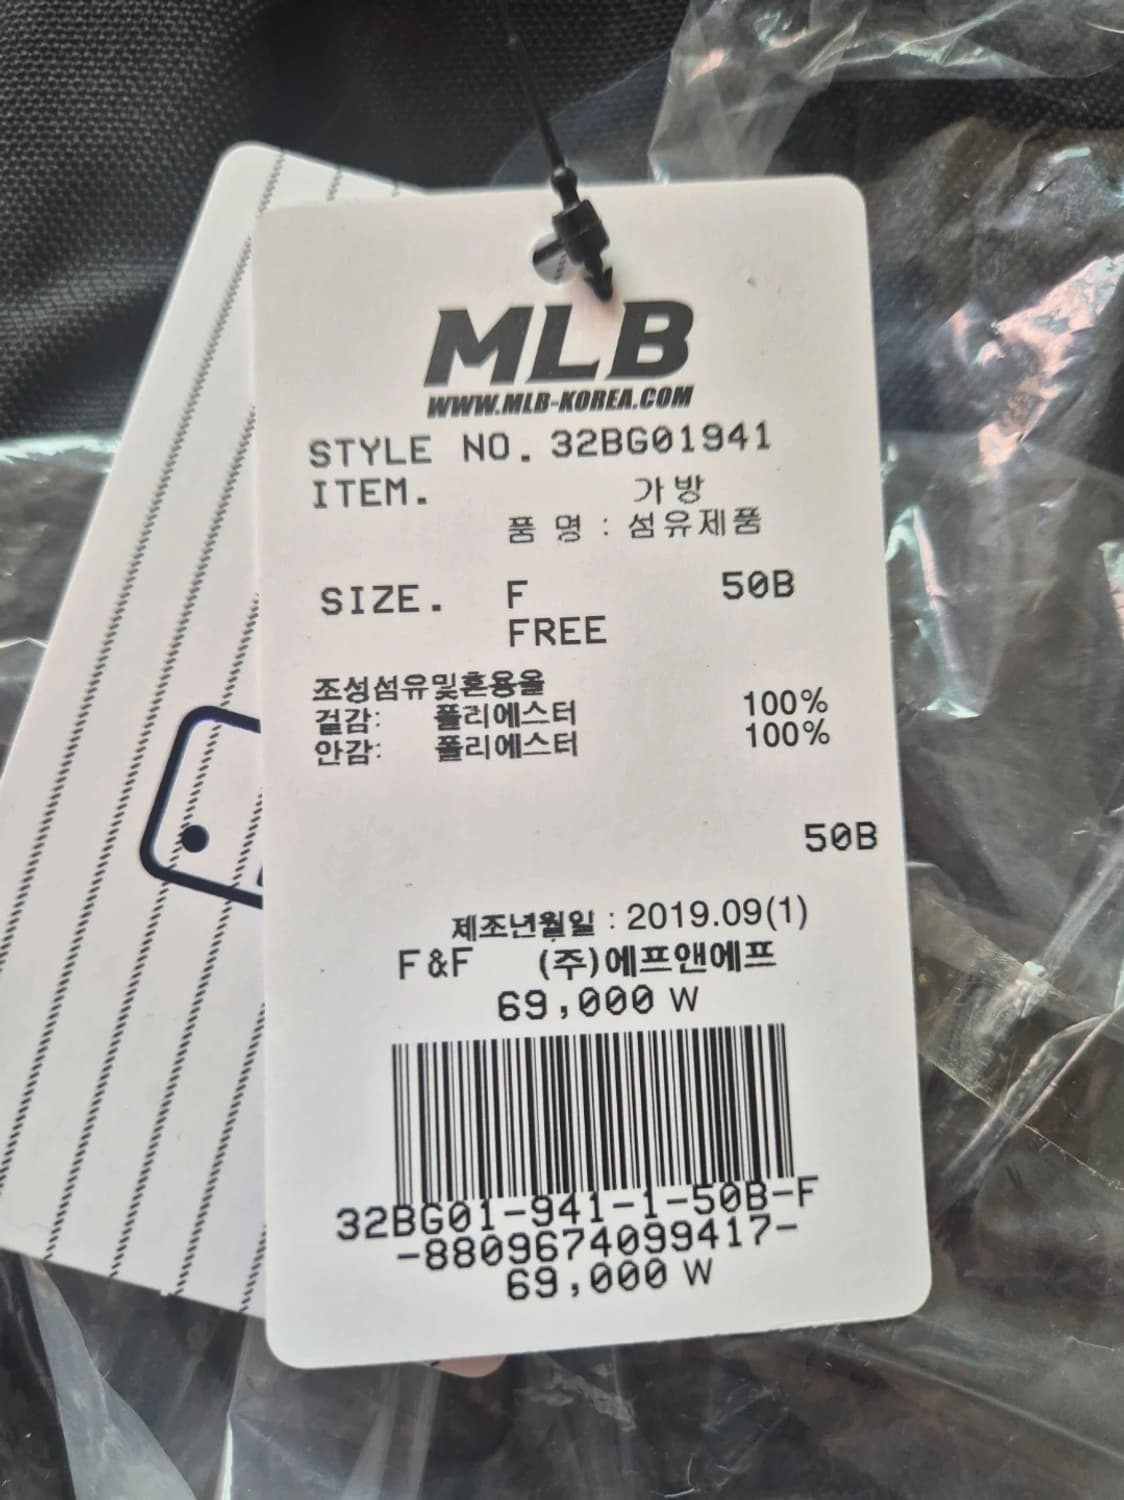 MLB
WWW.MLB-KOREA.COM
STYLE NO. 32BG01941
ITEM. 가방
품 명 : 섬유제품
SIZE. F 50B
FREE
조성섬유및혼용율
겉감: 폴리에스터 100%
안감: 폴리에스터 100%
50B
제조년월일 : 2019.09(1)
F&F (주)에프앤에프
69,000 W
32BG01-941-1-50B-F
-8809674099417-
69,000 W